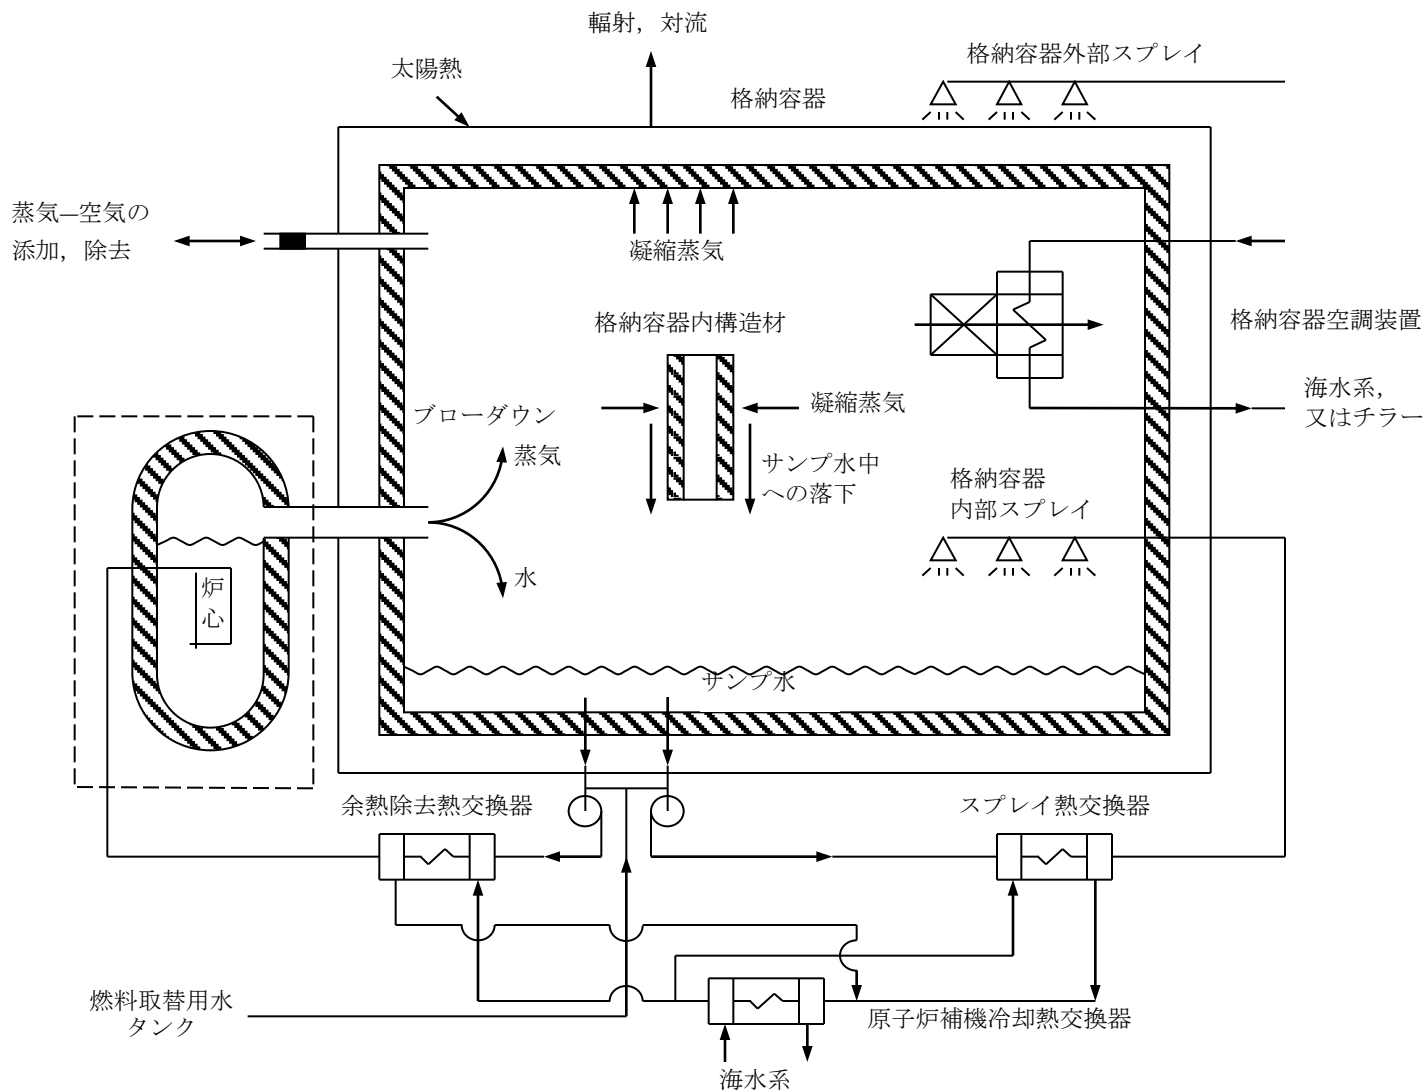 輻射，対流
太陽熱
格納容器
格納容器外部スプレイ
蒸気―空気の
添加，除去
凝縮蒸気
格納容器内構造材
格納容器空調装置
海水系，
又はチラー
凝縮蒸気
ブローダウン
蒸気
サンプ水中
への落下
格納容器
内部スプレイ
水
炉
心
サンプ水
余熱除去熱交換器
スプレイ熱交換器
燃料取替用水
タンク
原子炉補機冷却熱交換器
海水系